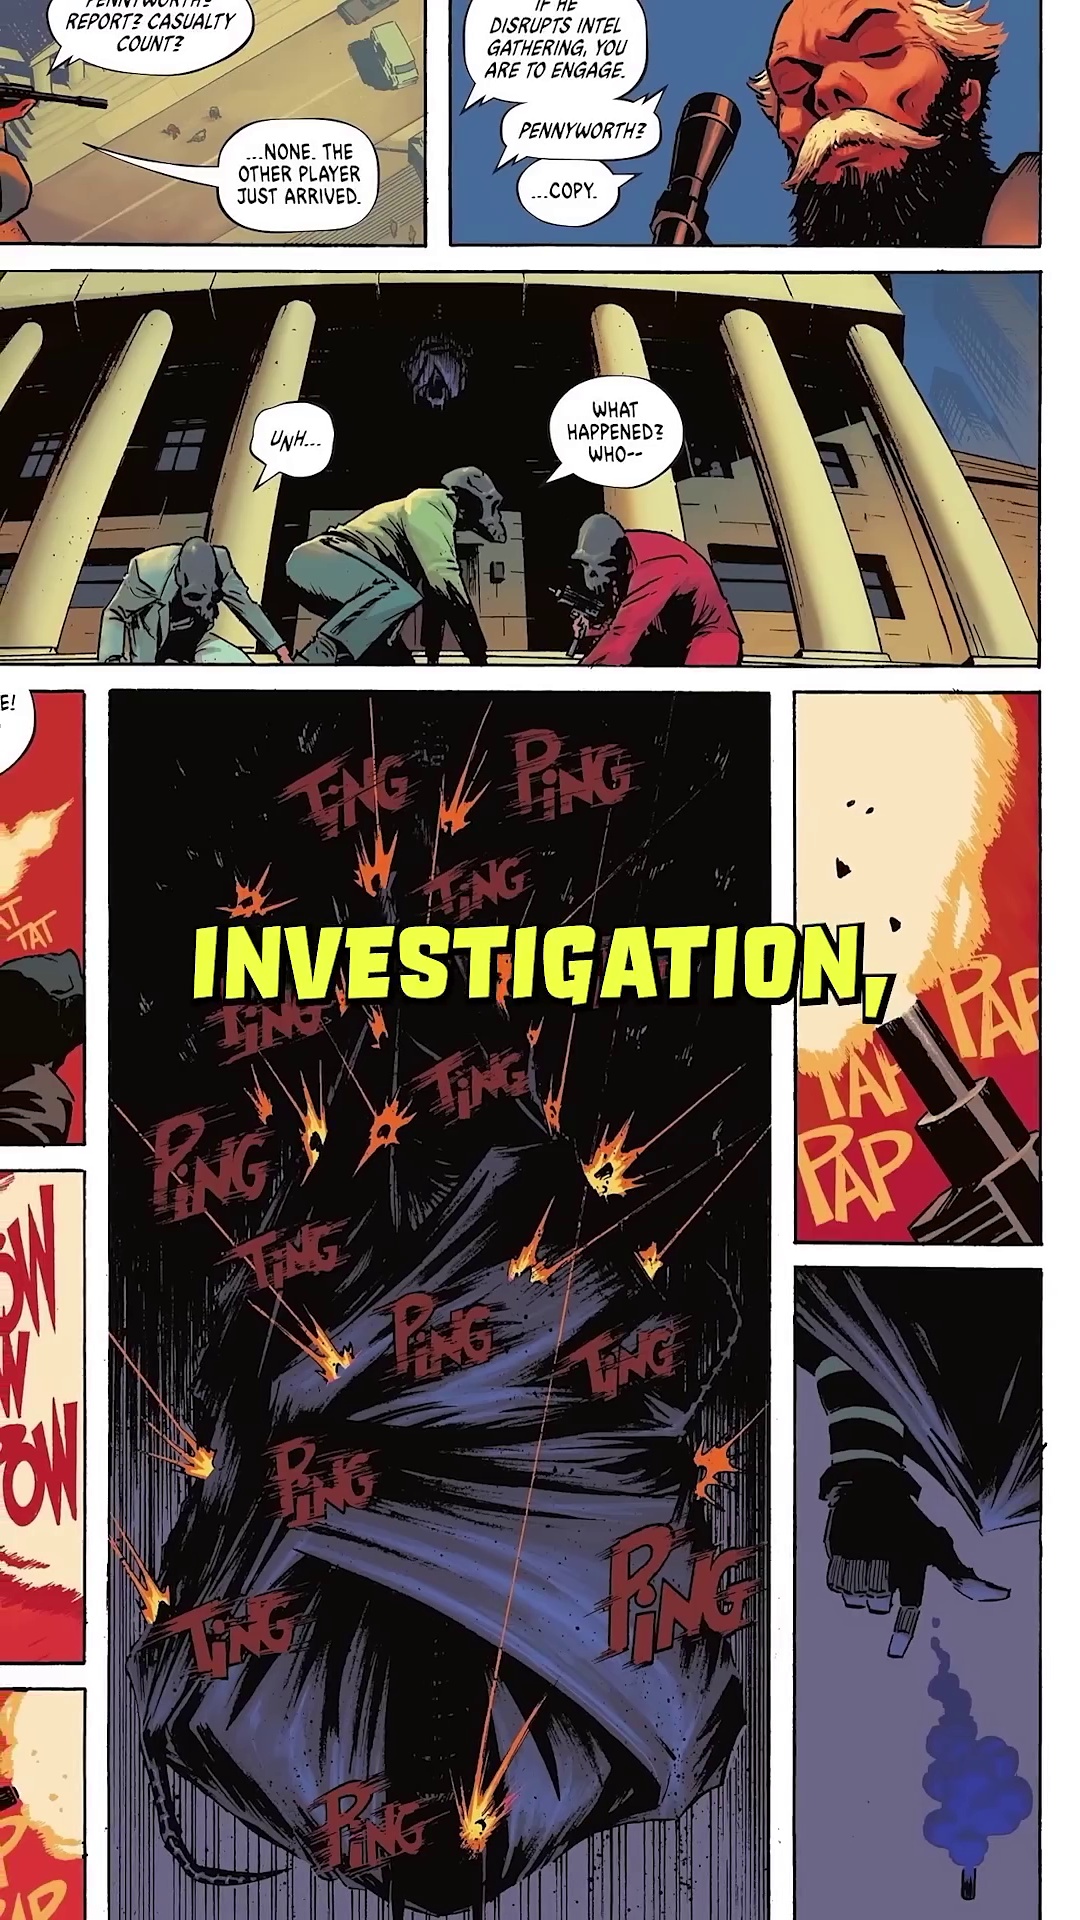 PENNYWORTH?
REPORT? CASUALTY
COUNT?
...NONE. THE
OTHER PLAYER
JUST ARRIVED.
IF HE
DISRUPTS INTEL
GATHERING, YOU
ARE TO ENGAGE.
PENNYWORTH?
...COPY.
UNH...
WHAT
HAPPENED?
WHO--
TAT
TING
PING
TING
INVESTIGATION,
TING
TING
PING
TING
PING
TING
PING
PING
TING
PING
PAP
PAP
POW